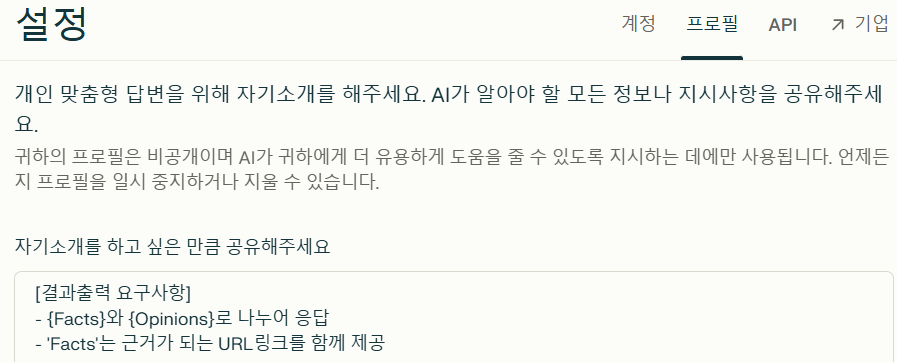 설정
계정 프로필 API ↗ 기업
개인 맞춤형 답변을 위해 자기소개를 해주세요. AI가 알아야 할 모든 정보나 지시사항을 공유해주세
요.
귀하의 프로필은 비공개이며 AI가 귀하에게 더 유용하게 도움을 줄 수 있도록 지시하는 데에만 사용됩니다. 언제든
지 프로필을 일시 중지하거나 지울 수 있습니다.
자기소개를 하고 싶은 만큼 공유해주세요
[결과출력 요구사항]
- {Facts}와 {Opinions}로 나누어 응답
- 'Facts'는 근거가 되는 URL링크를 함께 제공